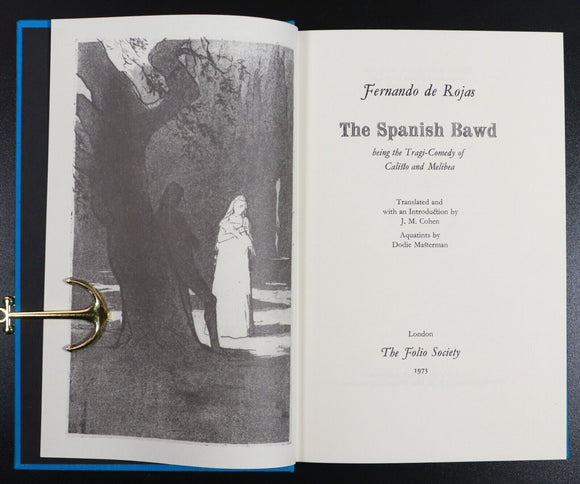 Fernando de Rojas
The Spanish Bawd
being the Tragi-Comedy of
Calisto and Melibea
Translated and
with an Introduction by
J. M. Cohen
Aquatints by
Dodie Masterman
London
The Folio Society
1973